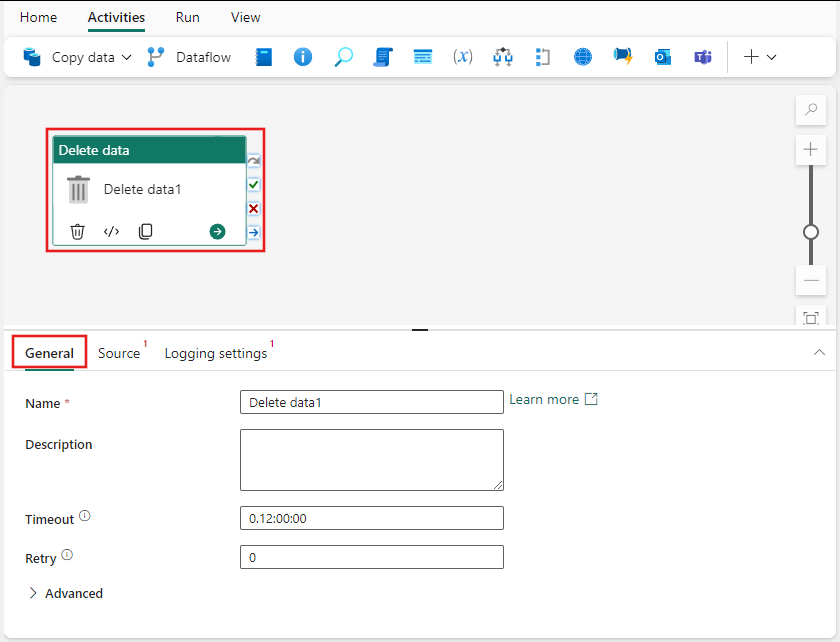 Home Activities Run View
Copy data Dataflow (x)
Delete data
Delete data1
General Source 1 Logging settings 1
Name * Delete data1 Learn more
Description
Timeout 0.12:00:00
Retry 0
Advanced